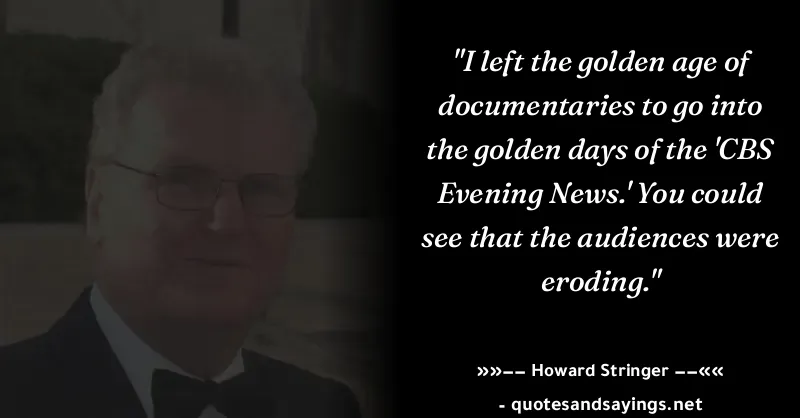 "I left the golden age of
documentaries to go into
the golden days of the 'CBS
Evening News.' You could
see that the audiences were
eroding."
»»−− Howard Stringer −−««
- quotesandsayings.net